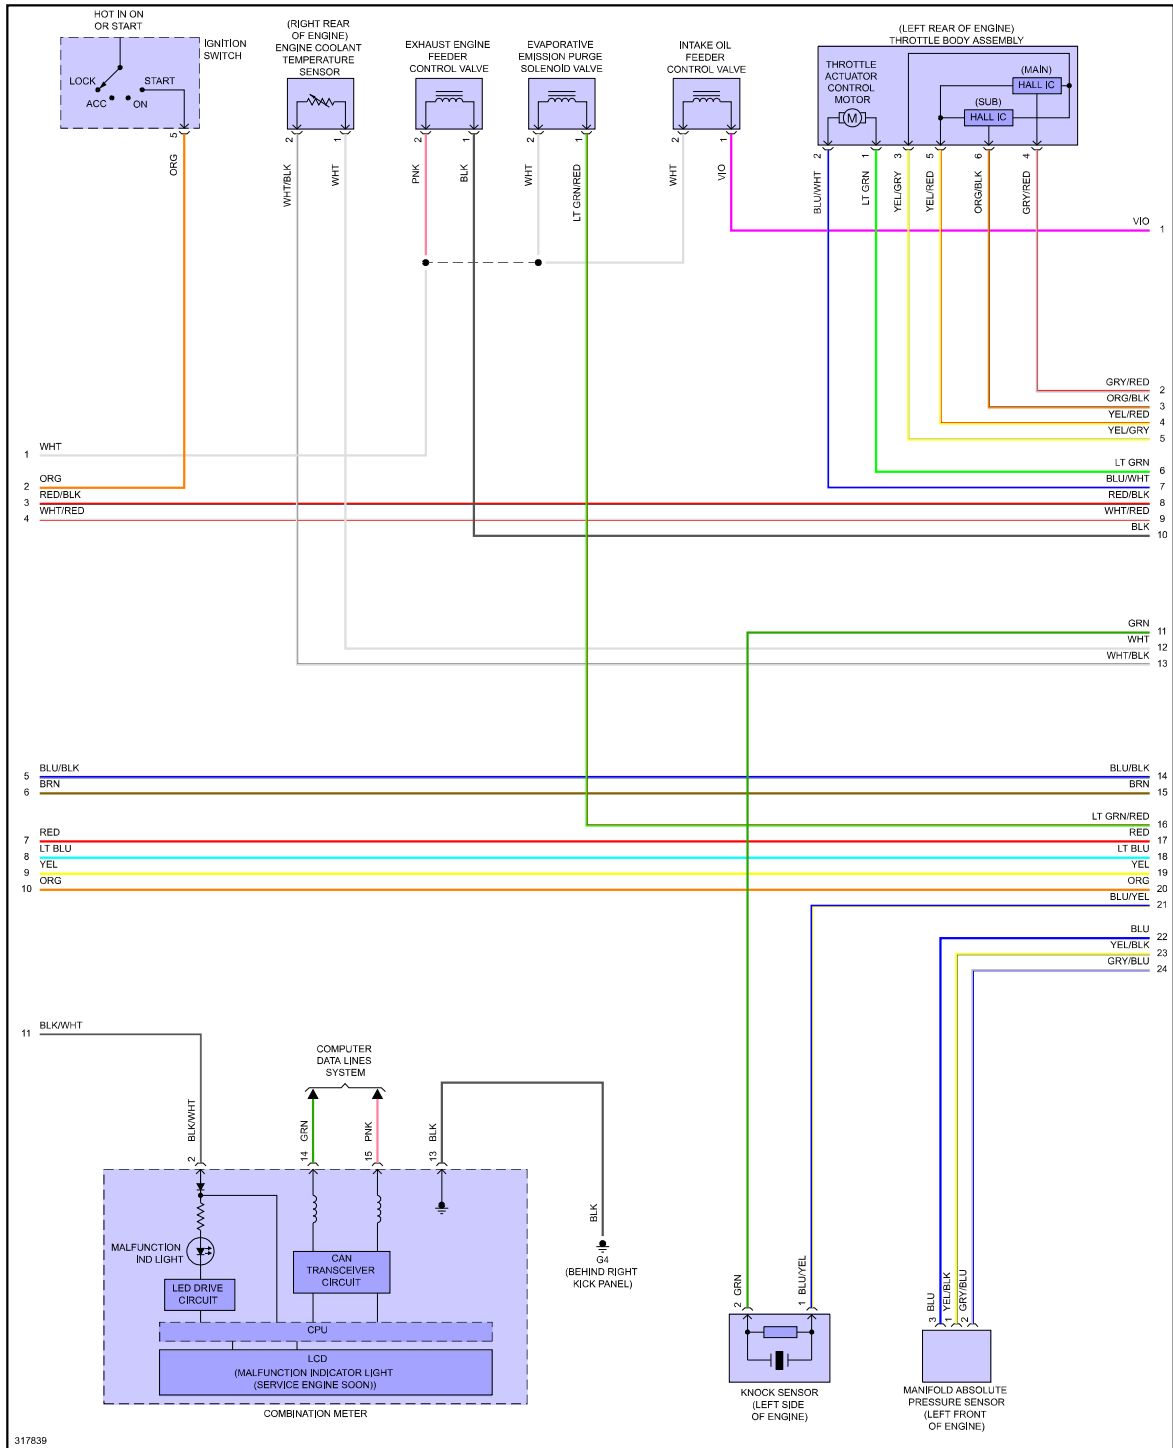 HOT IN ON
OR START
IGNITION
SWITCH
LOCK
START
ACC
ON
5
ORG
(RIGHT REAR
OF ENGINE)
ENGINE COOLANT
TEMPERATURE
SENSOR
2
1
WHT/BLK
WHT
EXHAUST ENGINE
FEEDER
CONTROL VALVE
2
1
PNK
BLK
EVAPORATIVE
EMISSION PURGE
SOLENOID VALVE
2
1
WHT
LT GRN/RED
INTAKE OIL
FEEDER
CONTROL VALVE
2
1
WHT
VIO
(LEFT REAR OF ENGINE)
THROTTLE BODY ASSEMBLY
THROTTLE
ACTUATOR
CONTROL
MOTOR
M
(MAIN)
HALL IC
(SUB)
HALL IC
2
1
3
5
6
4
BLU/WHT
LT GRN
YEL/GRY
YEL/RED
ORG/BLK
GRY/RED
VIO
1
GRY/RED
2
ORG/BLK
3
YEL/RED
4
YEL/GRY
5
1
WHT
LT GRN
6
2
ORG
BLU/WHT
7
3
RED/BLK
RED/BLK
8
4
WHT/RED
WHT/RED
9
BLK
10
GRN
11
WHT
12
WHT/BLK
13
5
BLU/BLK
BLU/BLK
14
6
BRN
BRN
15
LT GRN/RED
16
7
RED
RED
17
8
LT BLU
LT BLU
18
9
YEL
YEL
19
10
ORG
ORG
20
BLU/YEL
21
BLU
22
YEL/BLK
23
GRY/BLU
24
11
BLK/WHT
COMPUTER
DATA LINES
SYSTEM
BLK/WHT
GRN
PNK
BLK
2
14
15
13
MALFUNCTION
IND LIGHT
LED DRIVE
CIRCUIT
CAN
TRANSCEIVER
CIRCUIT
CPU
LCD
(MALFUNCTION INDICATOR LIGHT
(SERVICE ENGINE SOON))
COMBINATION METER
BLK
G4
(BEHIND RIGHT
KICK PANEL)
GRN
BLU/YEL
2
1
KNOCK SENSOR
(LEFT SIDE
OF ENGINE)
BLU
YEL/BLK
GRY/BLU
3
1
2
MANIFOLD ABSOLUTE
PRESSURE SENSOR
(LEFT FRONT
OF ENGINE)
317839